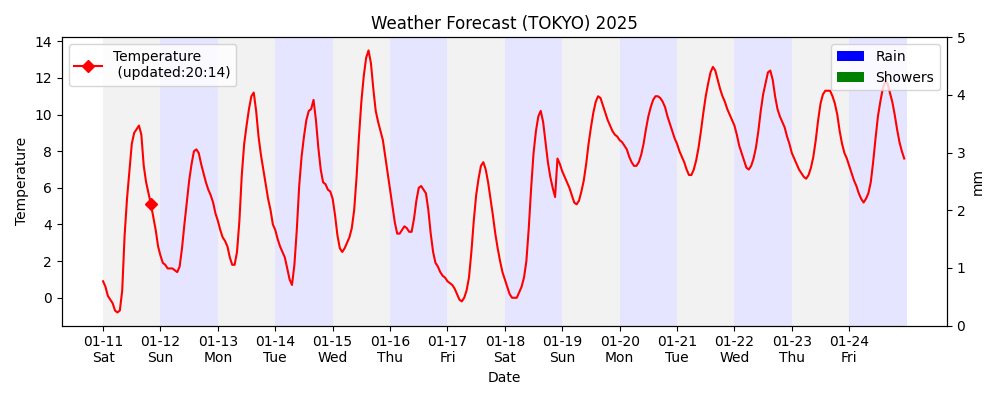 Weather Forecast (TOKYO) 2025
Temperature
(updated:20:14)
Rain
Showers
Temperature
14
12
10
8
6
4
2
0
5
4
3
2
1
0
mm
01-11 01-12 01-13 01-14 01-15 01-16 01-17 01-18 01-19 01-20 01-21 01-22 01-23 01-24
Sat Sun Mon Tue Wed Thu Fri Sat Sun Mon Tue Wed Thu Fri
Date